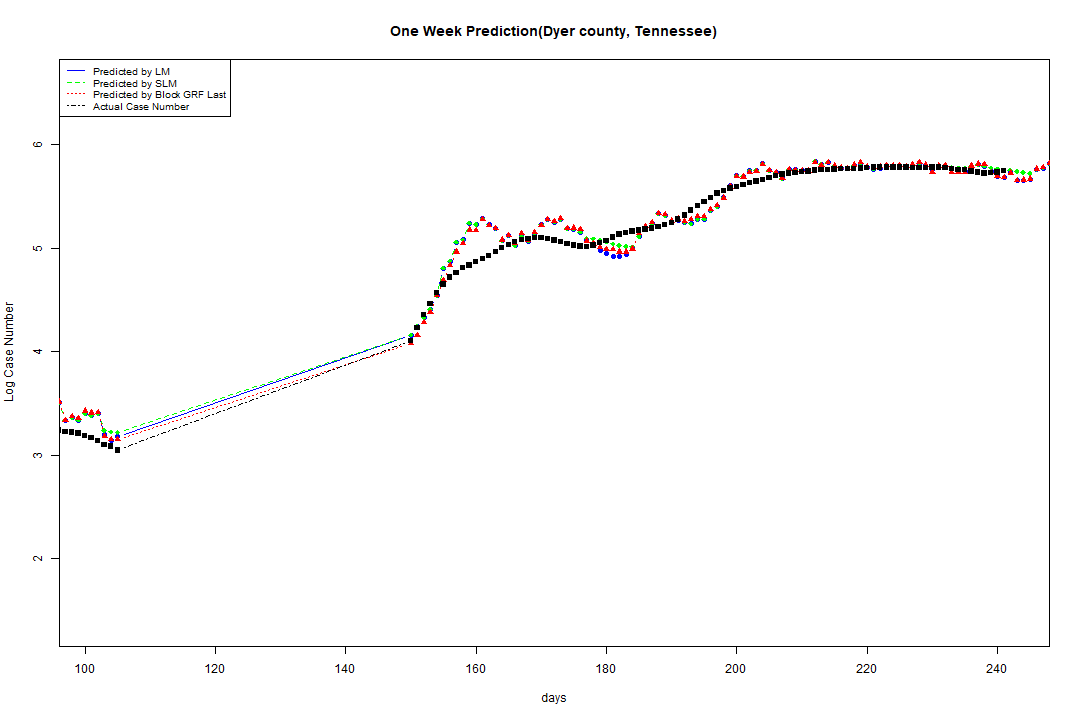 One Week Prediction(Dyer county, Tennessee)
Predicted by LM
Predicted by SLM
Predicted by Block GRF Last
Actual Case Number
6
5
4
3
2
Log Case Number
100 120 140 160 180 200 220 240
days